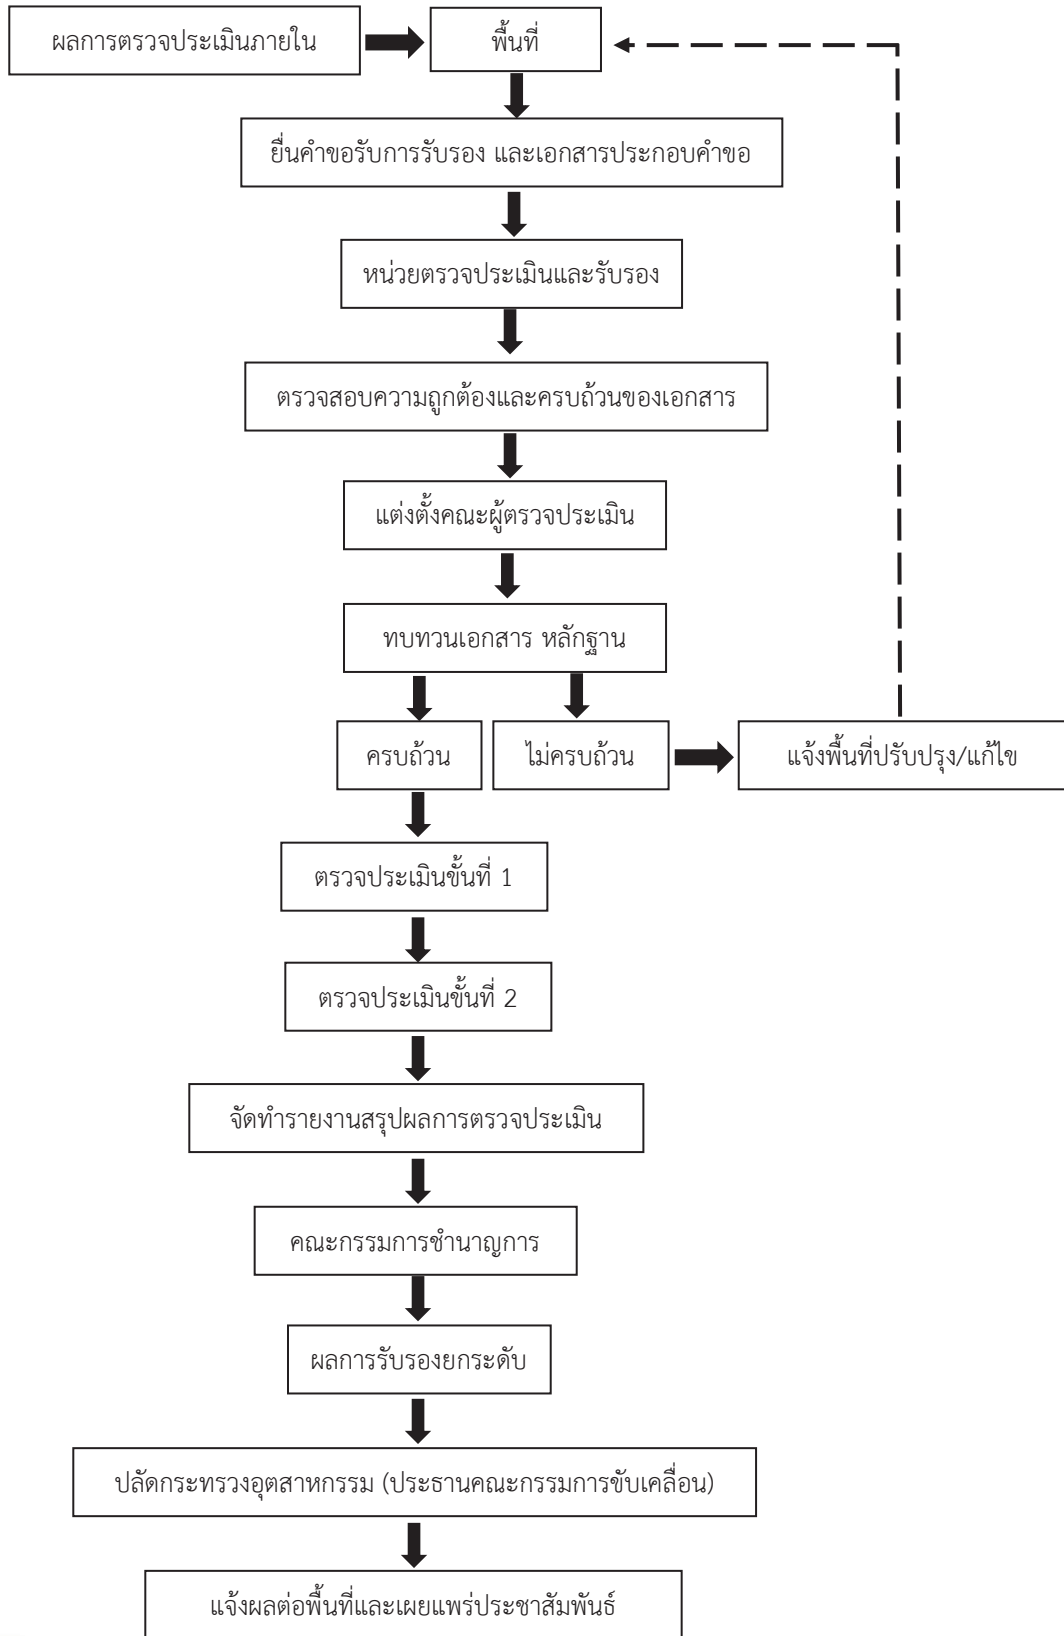 ผลการตรวจประเมินภายใน
พื้นที่
ยื่นคำขอรับการรับรอง และเอกสารประกอบคำขอ
หน่วยตรวจประเมินและรับรอง
ตรวจสอบความถูกต้องและครบถ้วนของเอกสาร
แต่งตั้งคณะผู้ตรวจประเมิน
ทบทวนเอกสาร หลักฐาน
ครบถ้วน
ไม่ครบถ้วน
แจ้งพื้นที่ปรับปรุง/แก้ไข
ตรวจประเมินขั้นที่ 1
ตรวจประเมินขั้นที่ 2
จัดทำรายงานสรุปผลการตรวจประเมิน
คณะกรรมการชำนาญการ
ผลการรับรองยกระดับ
ปลัดกระทรวงอุตสาหกรรม (ประธานคณะกรรมการขับเคลื่อน)
แจ้งผลต่อพื้นที่และเผยแพร่ประชาสัมพันธ์